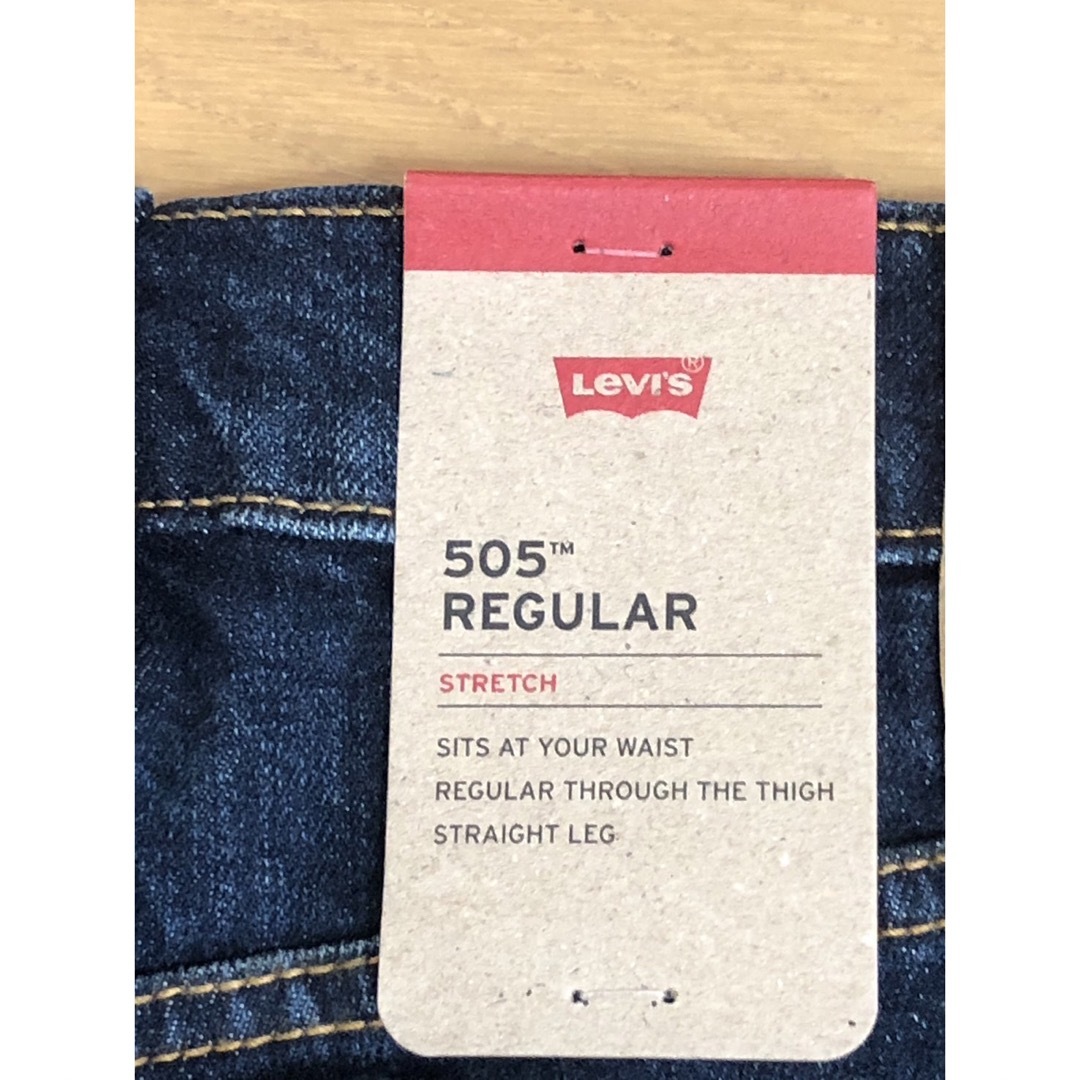 LEVI'S®
505™
REGULAR
STRETCH
SITS AT YOUR WAIST
REGULAR THROUGH THE THIGH
STRAIGHT LEG